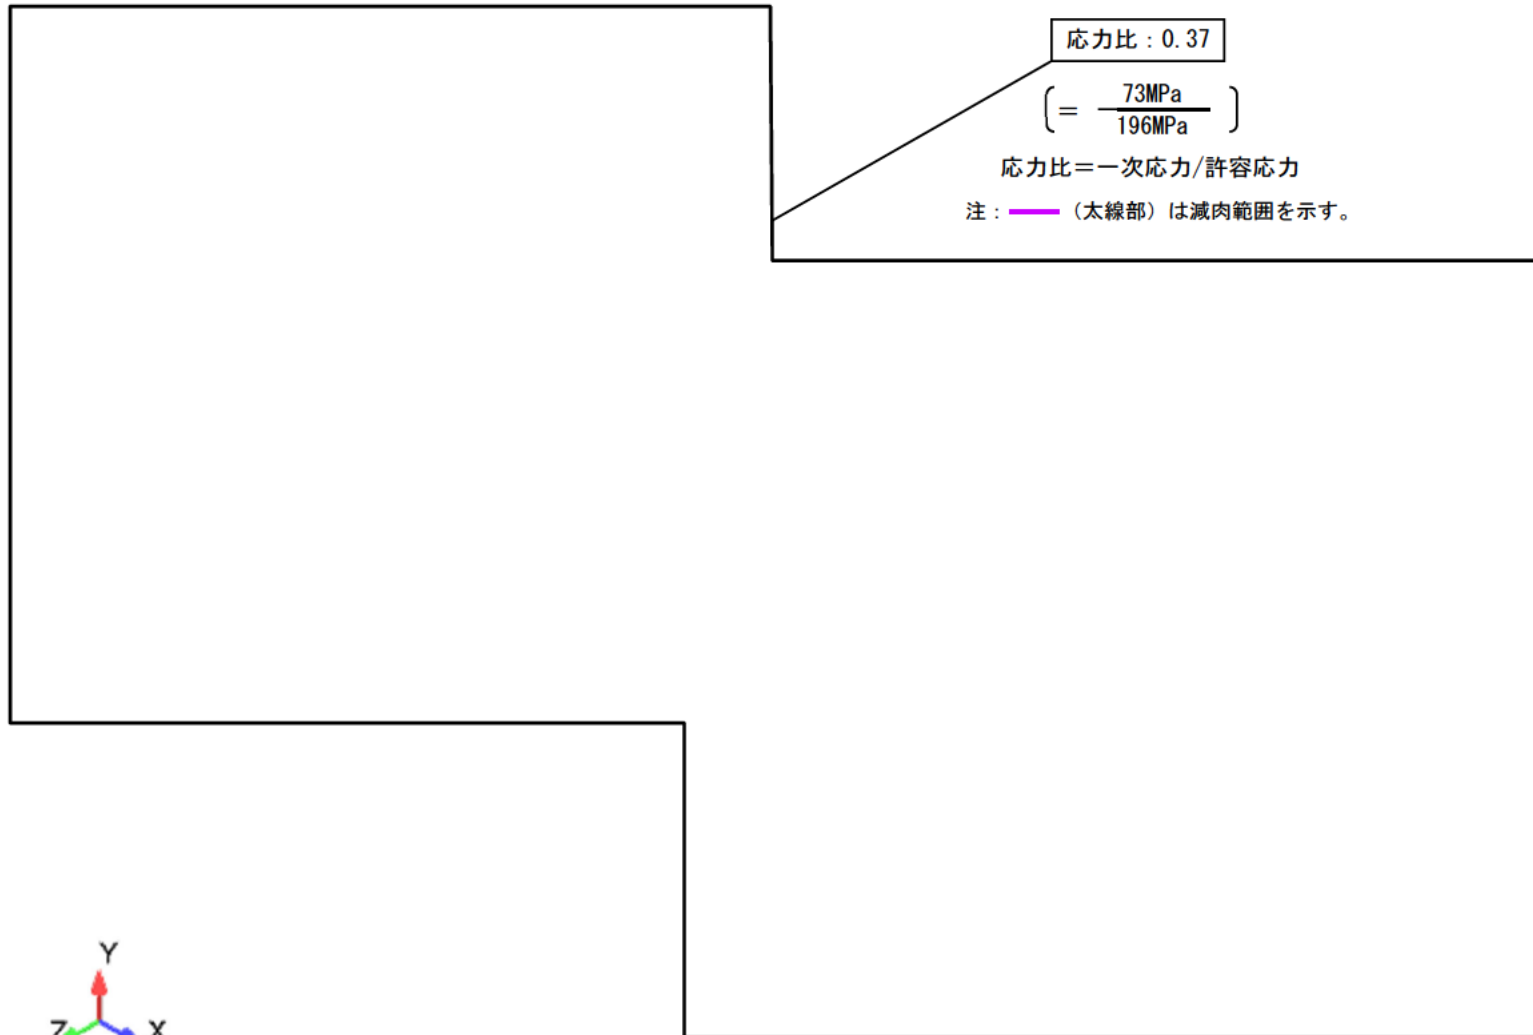 応力比：0.37
(= 73MPa
196MPa )
応力比＝一次応力/許容応力
注： （太線部）は減肉範囲を示す。
Y
Z X